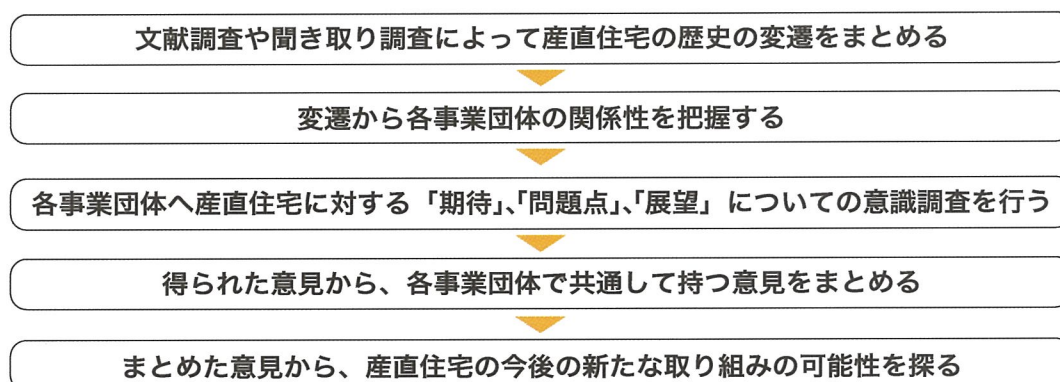 文献調査や聞き取り調査によって産直住宅の歴史の変遷をまとめる
変遷から各事業団体の関係性を把握する
各事業団体へ産直住宅に対する「期待」、「問題点」、「展望」についての意識調査を行う
得られた意見から、各事業団体で共通して持つ意見をまとめる
まとめた意見から、産直住宅の今後の新たな取り組みの可能性を探る